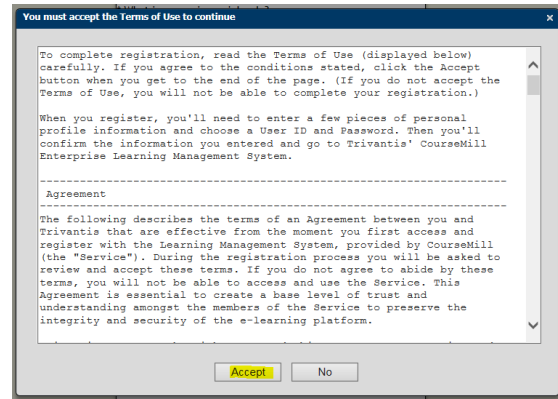 You must accept the Terms of Use to continue
To complete registration, read the Terms of Use (displayed below)
carefully. If you agree to the conditions stated, click the Accept
button when you get to the end of the page. (If you do not accept the
Terms of Use, you will not be able to complete your registration.)
When you register, you'll need to enter a few pieces of personal
profile information and choose a User ID and Password. Then you'll
confirm the information you entered and go to Trivantis' CourseMill
Enterprise Learning Management System.
Agreement
The following describes the terms of an Agreement between you and
Trivantis that are effective from the moment you first access and
register with the Learning Management System, provided by CourseMill
(the "Service"). During the registration process you will be asked to
review and accept these terms. If you do not agree to abide by these
terms, you will not be able to access and use the Service. This
Agreement is essential to create a base level of trust and
understanding amongst the members of the Service to preserve the
integrity and security of the e-learning platform.
Accept No